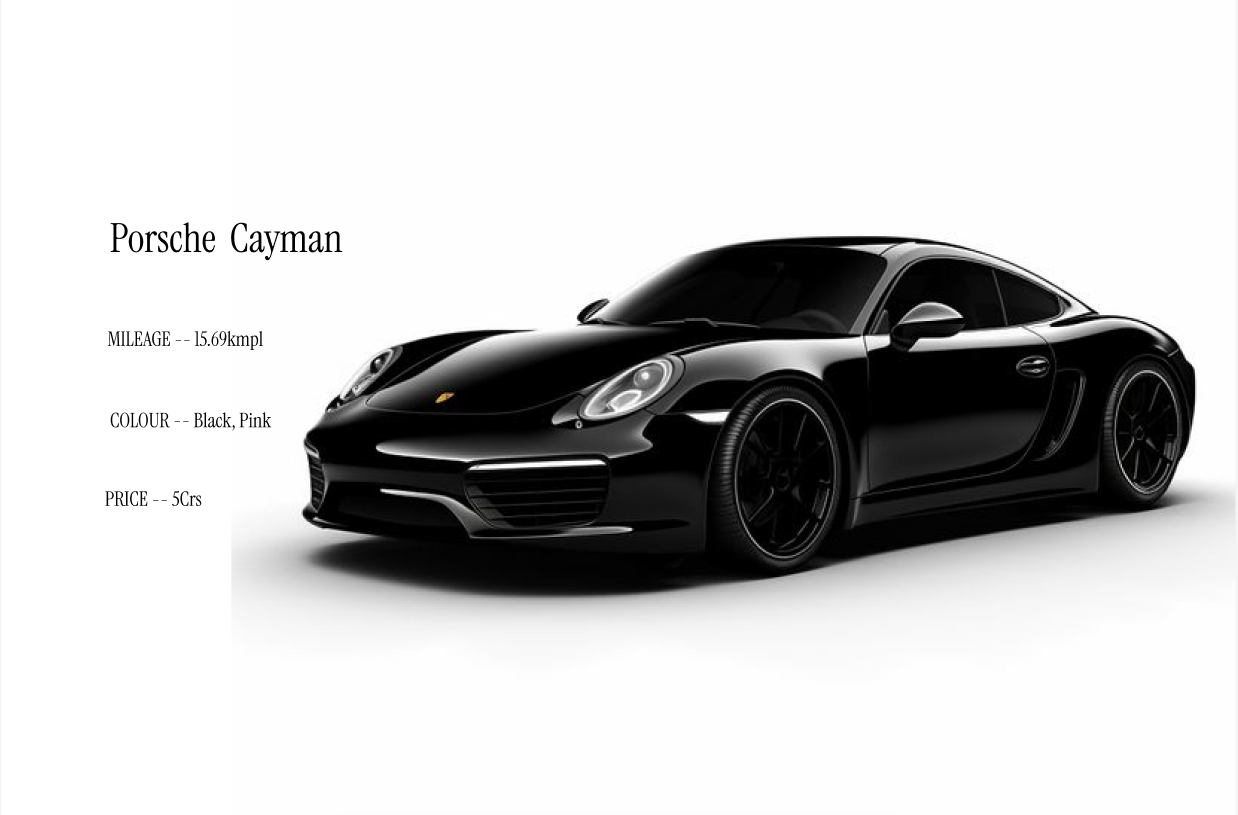 Porsche Cayman
MILEAGE -- 15.69kmpl
COLOUR -- Black, Pink
PRICE -- 5Crs